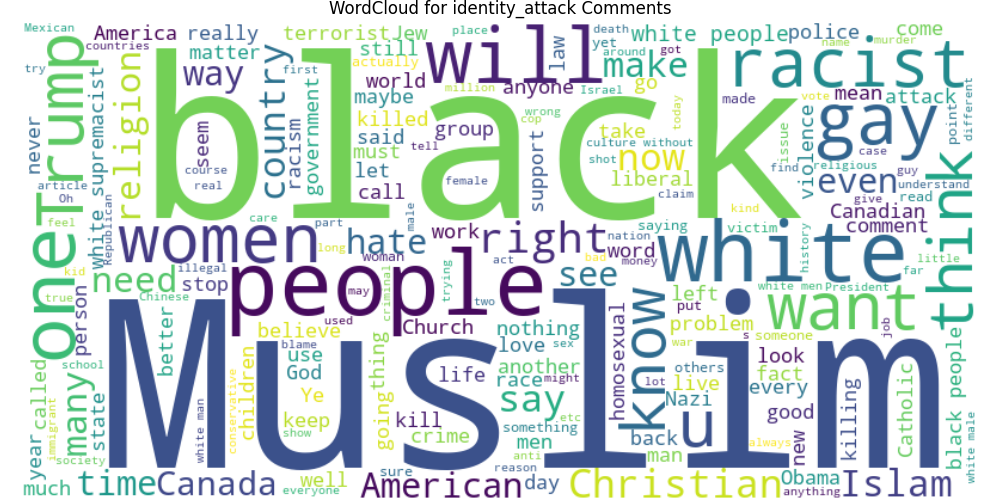 WordCloud for identity_attack Comments
Mexican
America
really
terrorist
Jew
place
death
white people
police
come
countries
matter
still
actually
yet
will
law
around
got
name
murder
try
way
world
make
racist
one
Trump
religion
black
country
first
maybe
million
Israel
anyone
go
made
mean
attack
never
supremacist
seem
racism
government
killed
said
group
wrong
cop
today
vote
gay
point
different
must
tell
support
take
culture without
issue
violence
case
article
course
real
let
call
female
shot
now
liberal
find
religious
even
guy
understand
Oh
White
care
kind
claim
give
read
feel
women
part
hate
male
work
right
nation
saying
victim
Canadian
comment
think
Republican
kid
need
illegal
stop
long
people
woman
act
bad
word
money
white
history
little
far
true
person
Chinese
may
trying
two
see
white men
President
criminal
Muslim
know
left
put
s
want
better
believe
used
Church
nothing
homosexual
problem
war
someone
job
school
blame
use
love
sex
look
many
God
life
another
others
fact
black people
called
children
conservative
Ye
thing
race
might
lot
live
every
Catholic
year
immigrant
state
white man
keep
going
kill
say
Nazi
u
good
killing
white male
society
show
crime
something
etc
men
back
man
always
new
much
time
Canada
well
everyone
sure
American
day
reason
anti
Christian
Obama
anything
Islam